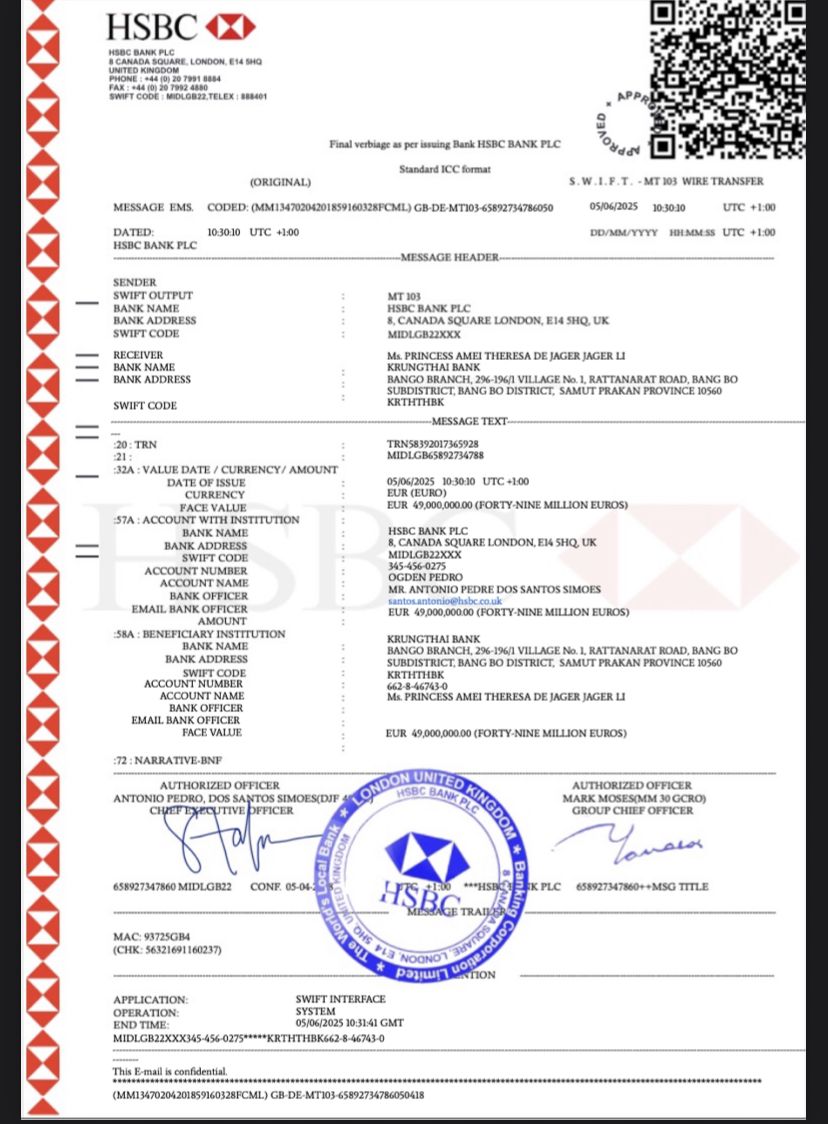 HSBC
HSBC BANK PLC
8 CANADA SQUARE, LONDON, E14 5HQ
UNITED KINGDOM
PHONE : +44 (0) 20 7991 8884
FAX : +44 (0) 20 7992 4880
SWIFT CODE : MIDLGB22,TELEX : 888401
APPROVED
APPROVED
Final verbiage as per issuing Bank HSBC BANK PLC
Standard ICC format
(ORIGINAL) S.W.I.F.T. - MT 103 WIRE TRANSFER
MESSAGE EMS. CODED: (MM13470204201859160328FCML) GB-DE-MT103-65892734786050 05/06/2025 10:30:10 UTC +1:00
DATED: 10:30:10 UTC +1:00 DD/MM/YYYY HH:MM:SS UTC +1:00
HSBC BANK PLC
MESSAGE HEADER
SENDER
SWIFT OUTPUT : MT 103
BANK NAME : HSBC BANK PLC
BANK ADDRESS : 8, CANADA SQUARE LONDON, E14 5HQ, UK
SWIFT CODE : MIDLGB22XXX
RECEIVER : Ms. PRINCESS AMEI THERESA DE JAGER JAGER LI
BANK NAME : KRUNGTHAI BANK
BANK ADDRESS : BANGO BRANCH, 296-196/1 VILLAGE No. 1, RATTANARAT ROAD, BANG BO
SUBDISTRICT, BANG BO DISTRICT, SAMUT PRAKAN PROVINCE 10560
SWIFT CODE : KRTHTHBK
MESSAGE TEXT
:20 : TRN : TRN58392017365928
:21 : : MIDLGB65892734788
:32A : VALUE DATE / CURRENCY/ AMOUNT
DATE OF ISSUE : 05/06/2025 10:30:10 UTC +1:00
CURRENCY : EUR (EURO)
FACE VALUE : EUR 49,000,000.00 (FORTY-NINE MILLION EUROS)
:57A : ACCOUNT WITH INSTITUTION
BANK NAME : HSBC BANK PLC
BANK ADDRESS : 8, CANADA SQUARE LONDON, E14 5HQ, UK
SWIFT CODE : MIDLGB22XXX
ACCOUNT NUMBER : 345-456-0275
ACCOUNT NAME : OGDEN PEDRO
BANK OFFICER : MR. ANTONIO PEDRE DOS SANTOS SIMOES
EMAIL BANK OFFICER : santos.antonio@hsbc.co.uk
AMOUNT : EUR 49,000,000.00 (FORTY-NINE MILLION EUROS)
:58A : BENEFICIARY INSTITUTION
BANK NAME : KRUNGTHAI BANK
BANK ADDRESS : BANGO BRANCH, 296-196/1 VILLAGE No. 1, RATTANARAT ROAD, BANG BO
SUBDISTRICT, BANG BO DISTRICT, SAMUT PRAKAN PROVINCE 10560
SWIFT CODE : KRTHTHBK
ACCOUNT NUMBER : 662-8-46743-0
ACCOUNT NAME : Ms. PRINCESS AMEI THERESA DE JAGER JAGER LI
BANK OFFICER :
EMAIL BANK OFFICER :
FACE VALUE : EUR 49,000,000.00 (FORTY-NINE MILLION EUROS)
:72 : NARRATIVE-BNF
AUTHORIZED OFFICER AUTHORIZED OFFICER
ANTONIO PEDRO, DOS SANTOS SIMOES(DJF MARK MOSES(MM 30 GCRO)
CHIEF EXECUTIVE OFFICER GROUP CHIEF OFFICER
LONDON UNITED KINGDOM ★ Banking Corporation Limited ★ The World's Local Bank ★
HSBC BANK PLC
8 CANADA SQUARE, LONDON, E14 5HQ, UNITED KINGDOM
HSBC
658927347860 MIDLGB22 CONF. 05-04- +1:00 ***HSBC PLC 658927347860++MSG TITLE
MESSAGE TRAILER
MAC: 93725GB4
(CHK: 56321691160237)
APPLICATION: SWIFT INTERFACE
OPERATION: SYSTEM
END TIME: 05/06/2025 10:31:41 GMT
MIDLGB22XXX345-456-0275*****KRTHTHBK662-8-46743-0
This E-mail is confidential.
(MM13470204201859160328FCML) GB-DE-MT103-65892734786050418